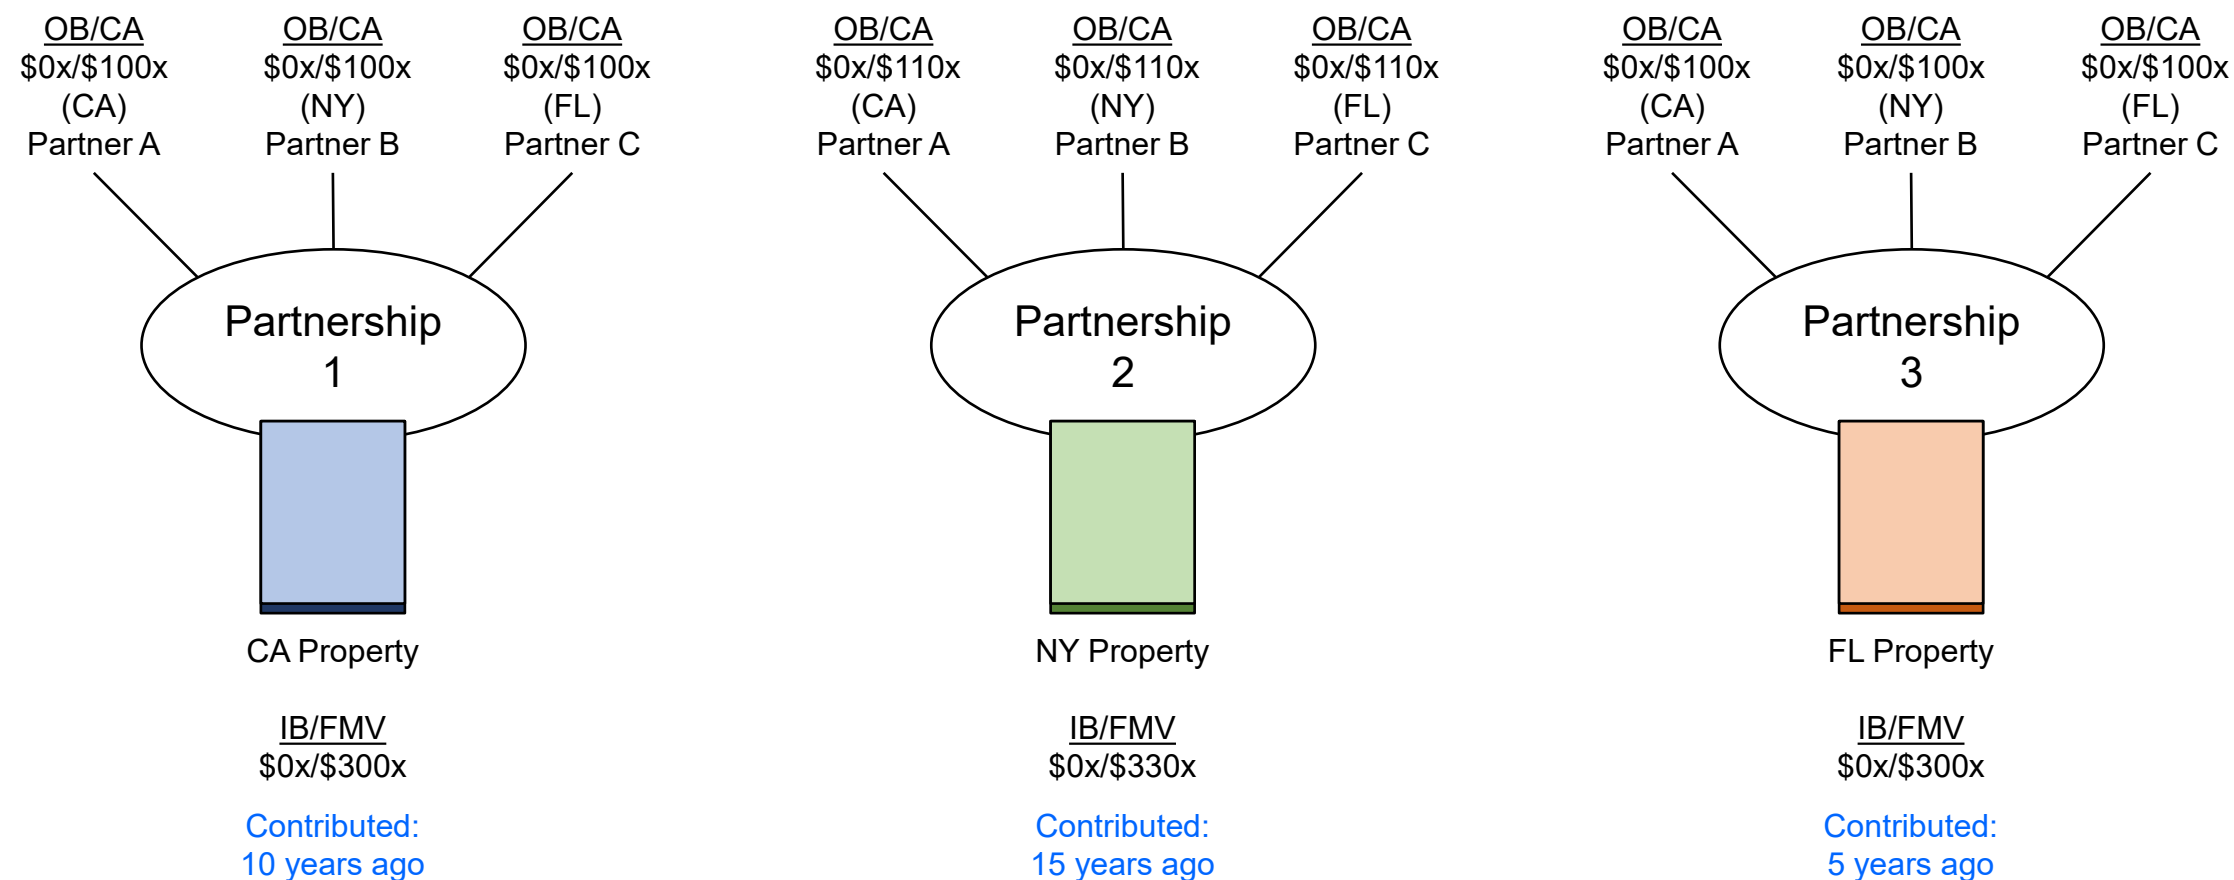 OB/CA
$0x/$100x
(CA)
Partner A
OB/CA
$0x/$100x
(NY)
Partner B
OB/CA
$0x/$100x
(FL)
Partner C
Partnership
1
CA Property
IB/FMV
$0x/$300x
Contributed:
10 years ago
OB/CA
$0x/$110x
(CA)
Partner A
OB/CA
$0x/$110x
(NY)
Partner B
OB/CA
$0x/$110x
(FL)
Partner C
Partnership
2
NY Property
IB/FMV
$0x/$330x
Contributed:
15 years ago
OB/CA
$0x/$100x
(CA)
Partner A
OB/CA
$0x/$100x
(NY)
Partner B
OB/CA
$0x/$100x
(FL)
Partner C
Partnership
3
FL Property
IB/FMV
$0x/$300x
Contributed:
5 years ago